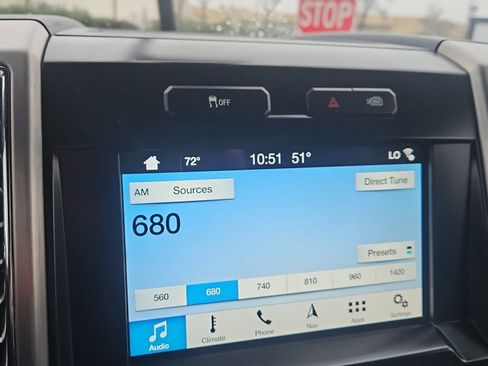 STOP
OFF
72° 10:51 51° LO
AM Sources Direct Tune
680
Presets
560 680 740 810 960 1420
Audio Climate Phone Nav Apps Settings